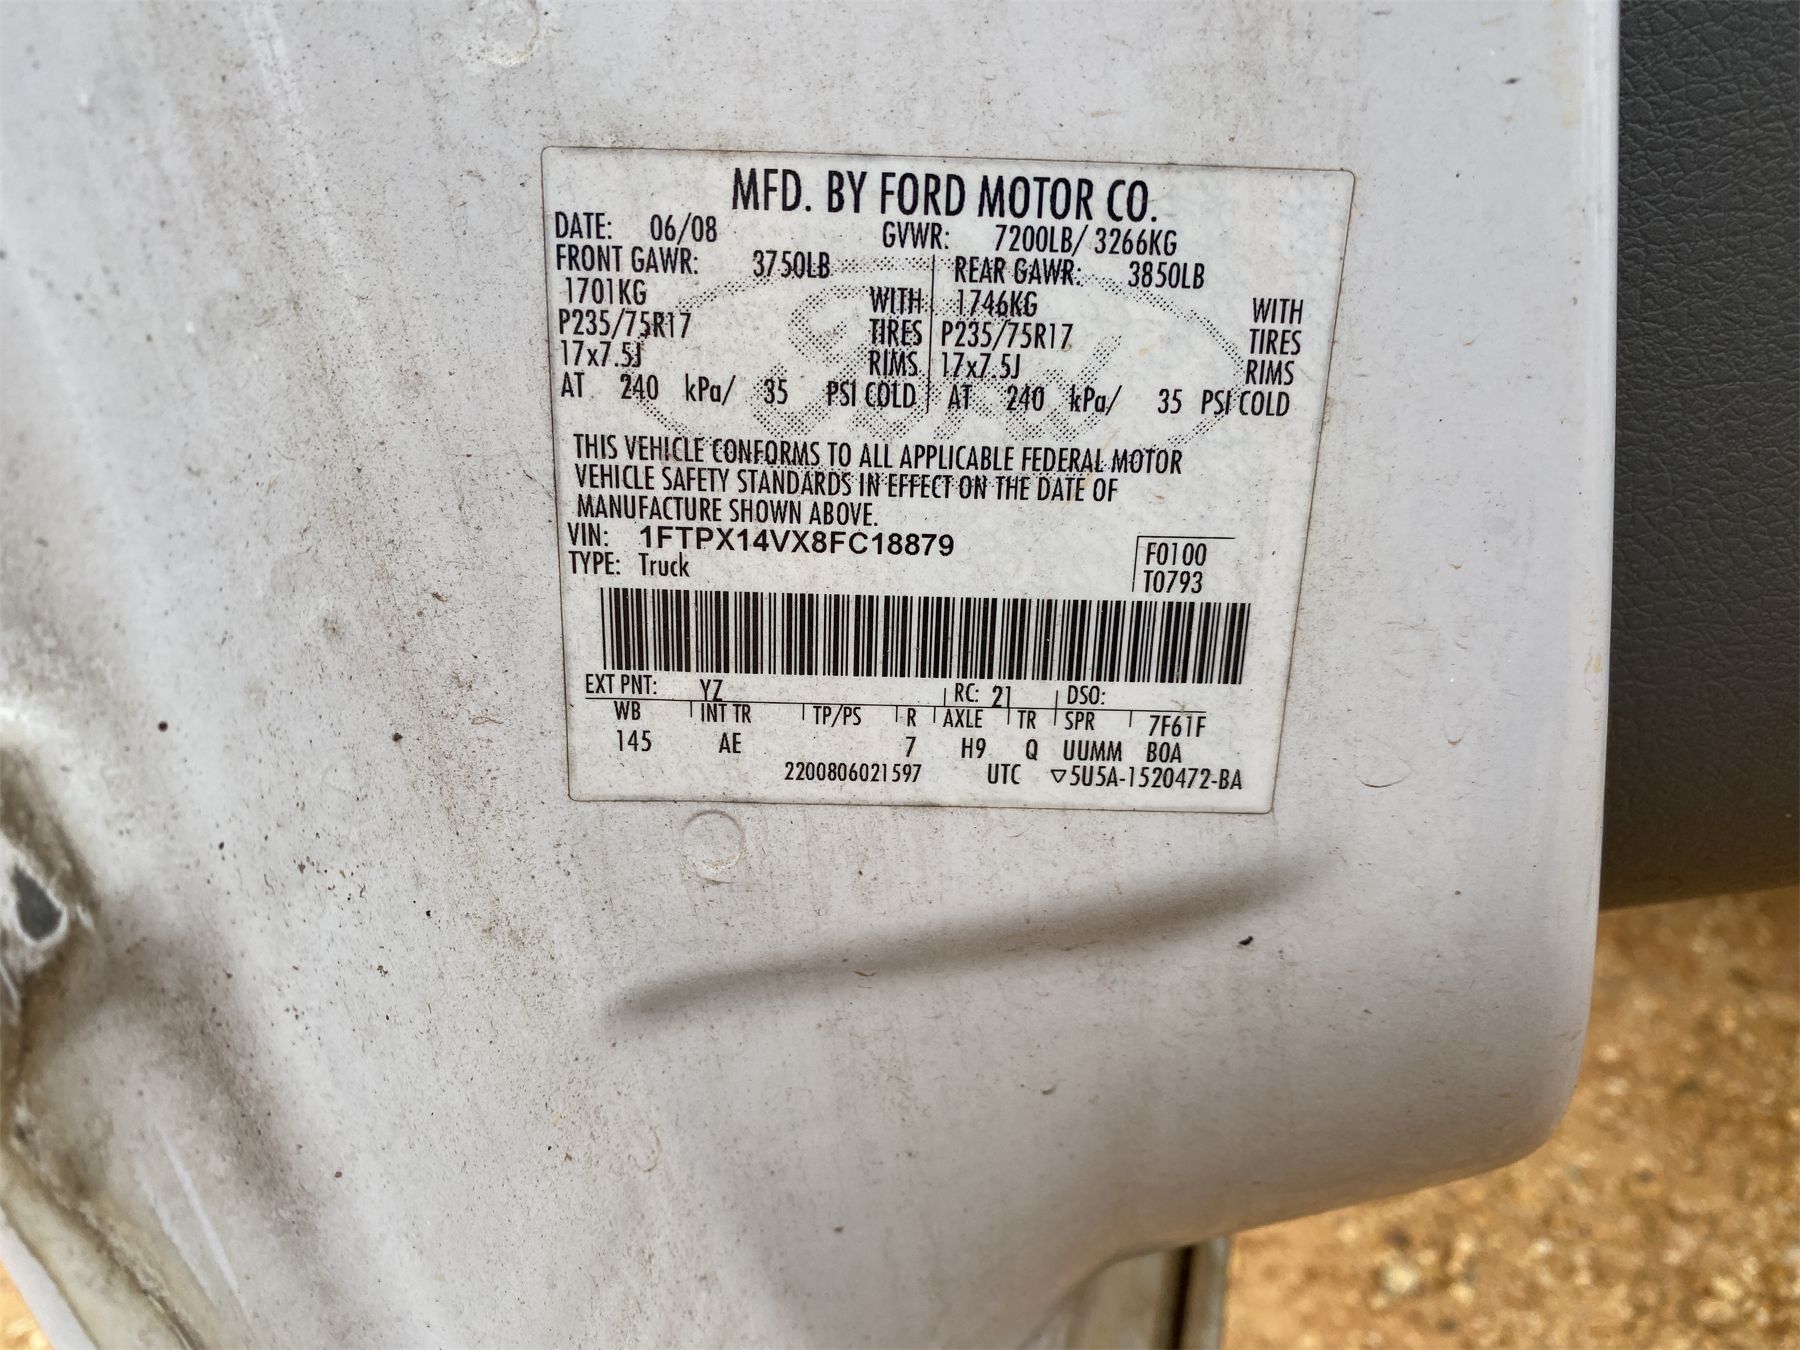 MFD. BY FORD MOTOR CO.
DATE: 06/08 GVWR: 7200LB/ 3266KG
FRONT GAWR: 3750LB REAR GAWR: 3850LB
1701KG WITH 1746KG WITH
P235/75R17 TIRES P235/75R17 TIRES
17x7.5J RIMS 17x7.5J RIMS
AT 240 kPa/ 35 PSI COLD AT 240 kPa/ 35 PSI COLD
THIS VEHICLE CONFORMS TO ALL APPLICABLE FEDERAL MOTOR
VEHICLE SAFETY STANDARDS IN EFFECT ON THE DATE OF
MANUFACTURE SHOWN ABOVE.
VIN: 1FTPX14VX8FC18879 F0100
TYPE: Truck T0793
EXT PNT: YZ RC: 21 DSO:
WB INT TR TP/PS R AXLE TR SPR 7F61F
145 AE 7 H9 Q UUMM BOA
2200806021597 UTC ▽5U5A-1520472-BA